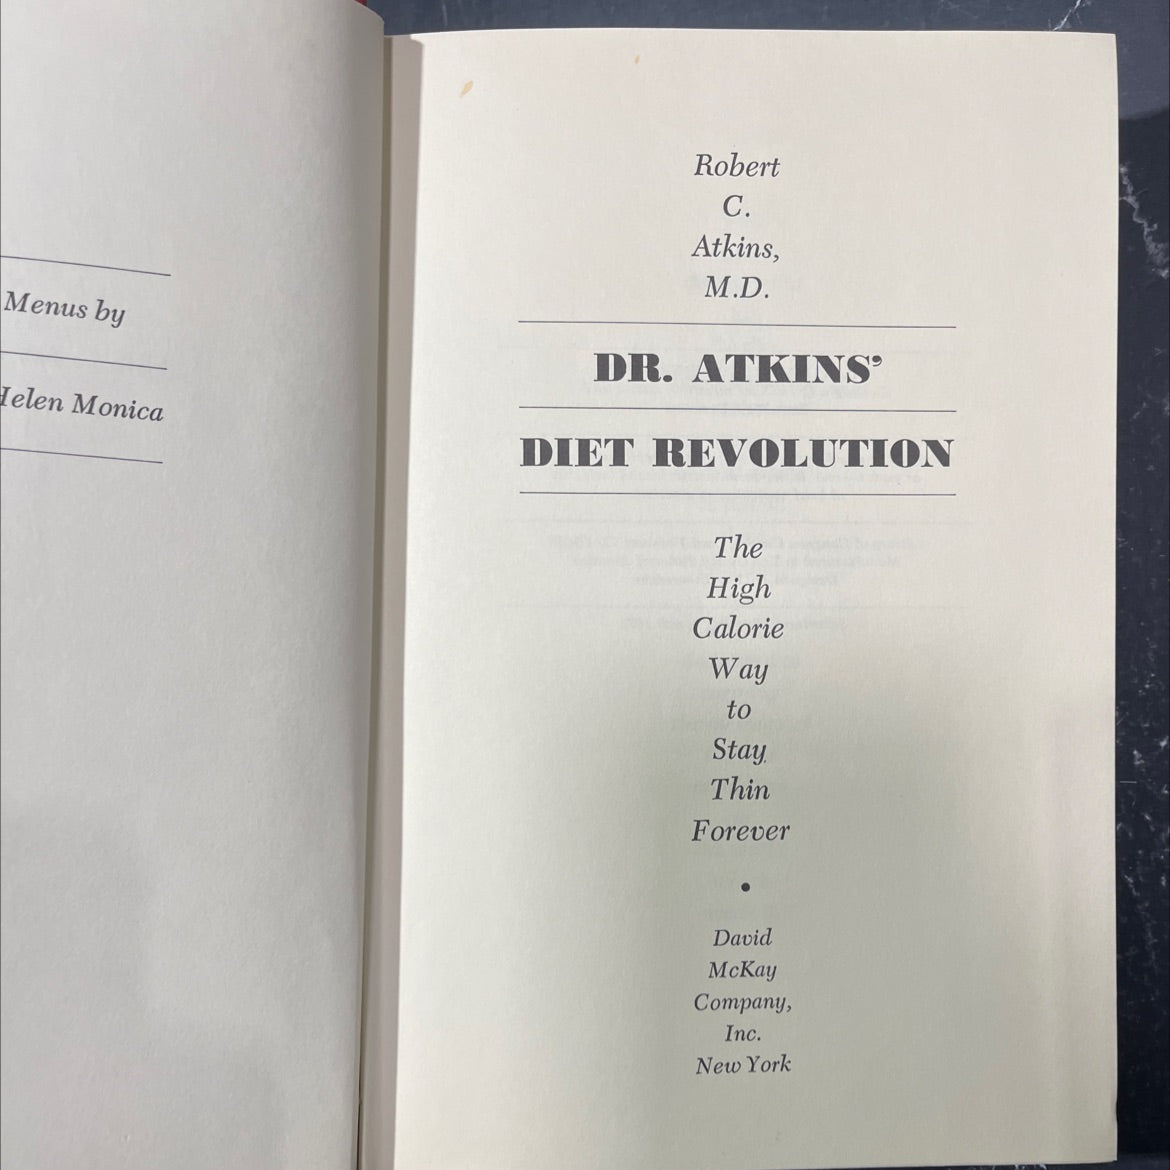 Menus by
Helen Monica
Robert
C.
Atkins,
M.D.
DR. ATKINS’
DIET REVOLUTION
The
High
Calorie
Way
to
Stay
Thin
Forever
•
David
McKay
Company,
Inc.
New York